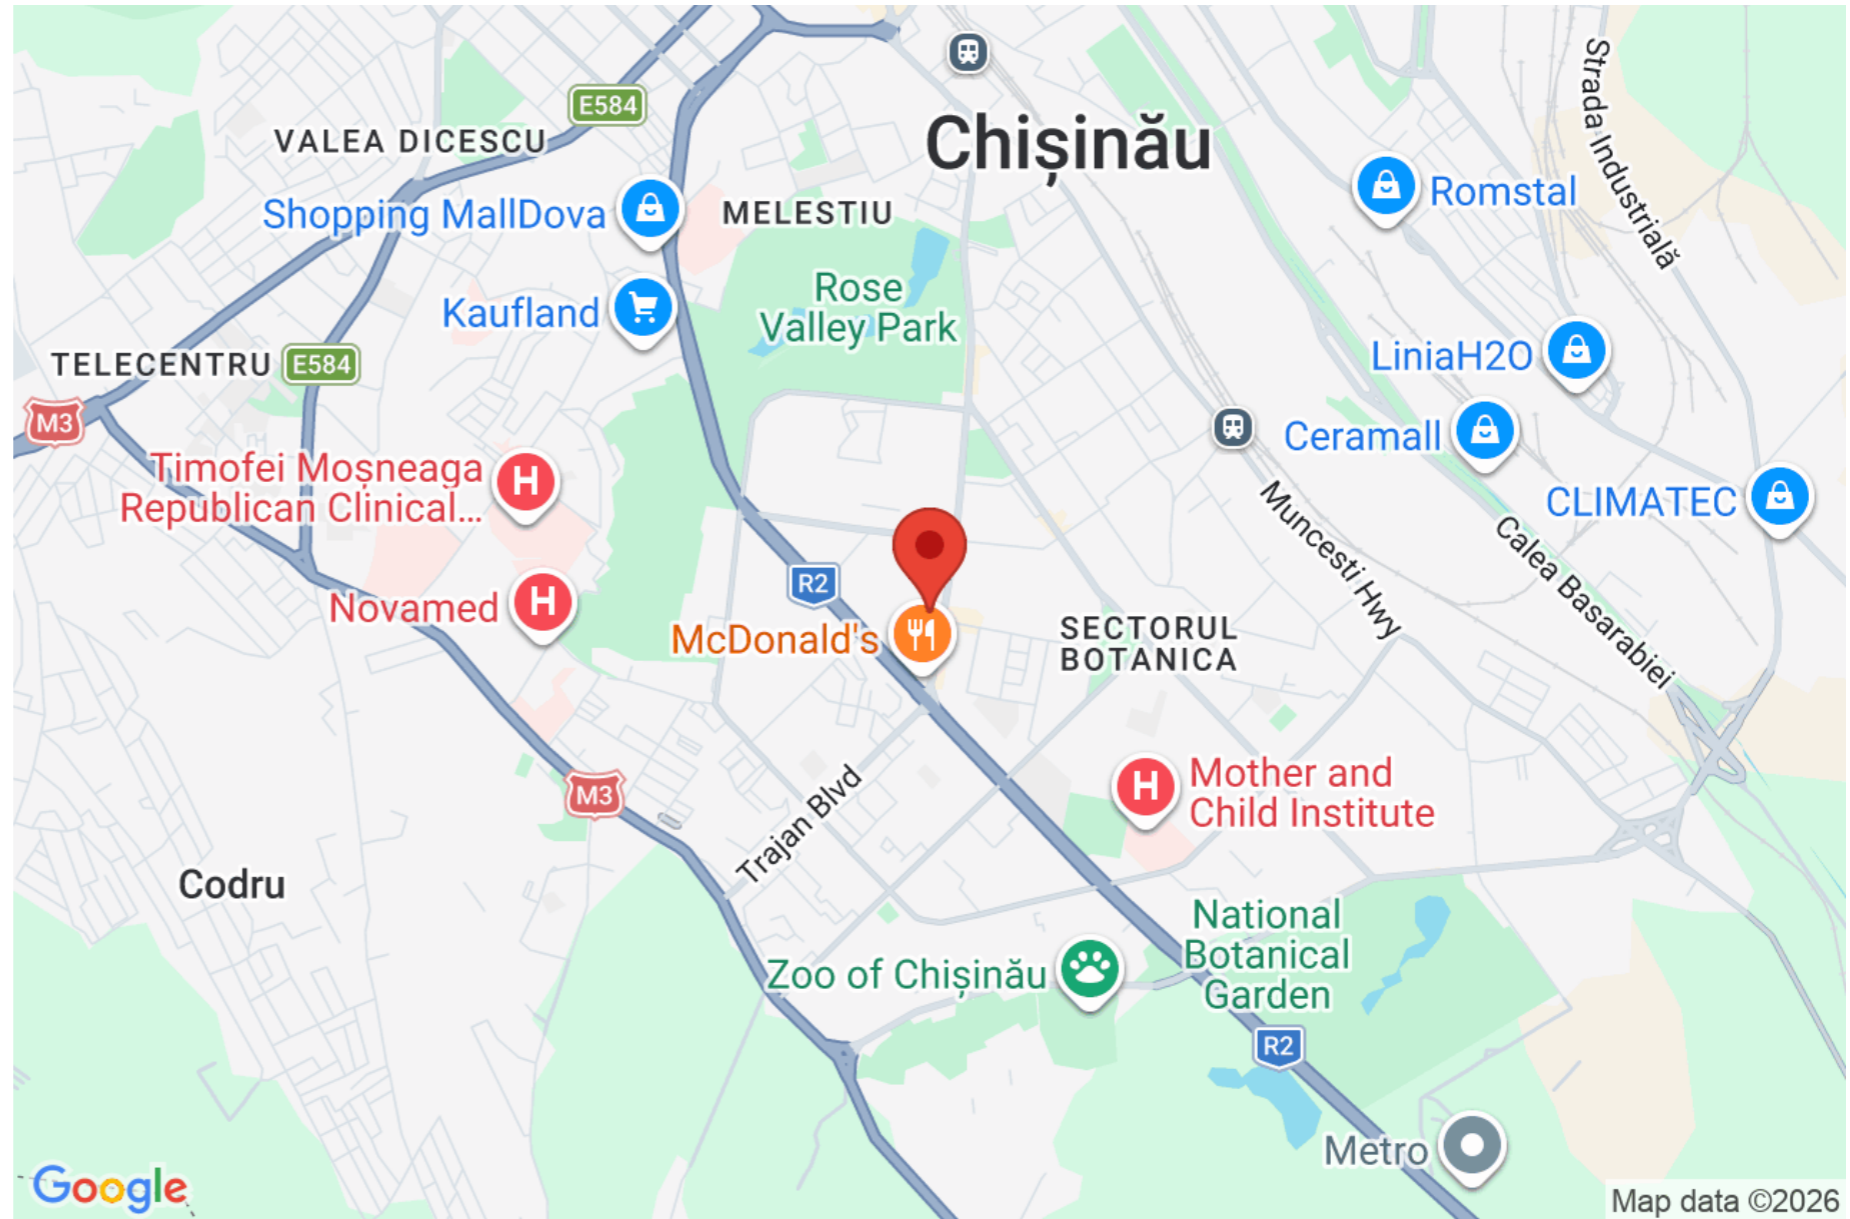 E584
Strada Industrială
Chișinău
VALEA DICESCU
Romstal
Shopping MallDova
MELESTIU
Rose
Valley Park
Kaufland
LiniaH2O
TELECENTRU
E584
M3
Ceramall
Timofei Moșneaga
Republican Clinical...
CLIMATEC
Muncesti Hwy
Calea Basarabiei
R2
Novamed
McDonald's
SECTORUL
BOTANICA
M3
Mother and
Child Institute
Trajan Blvd
Codru
National
Botanical
Garden
Zoo of Chișinău
R2
Metro
Google
Map data ©2026